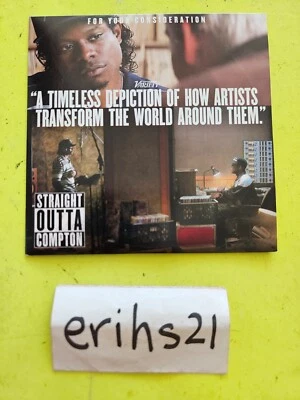 FOR YOUR CONSIDERATION
VARIETY
“A TIMELESS DEPICTION OF HOW ARTISTS
TRANSFORM THE WORLD AROUND THEM.”
STRAIGHT
OUTTA
COMPTON
erihs21